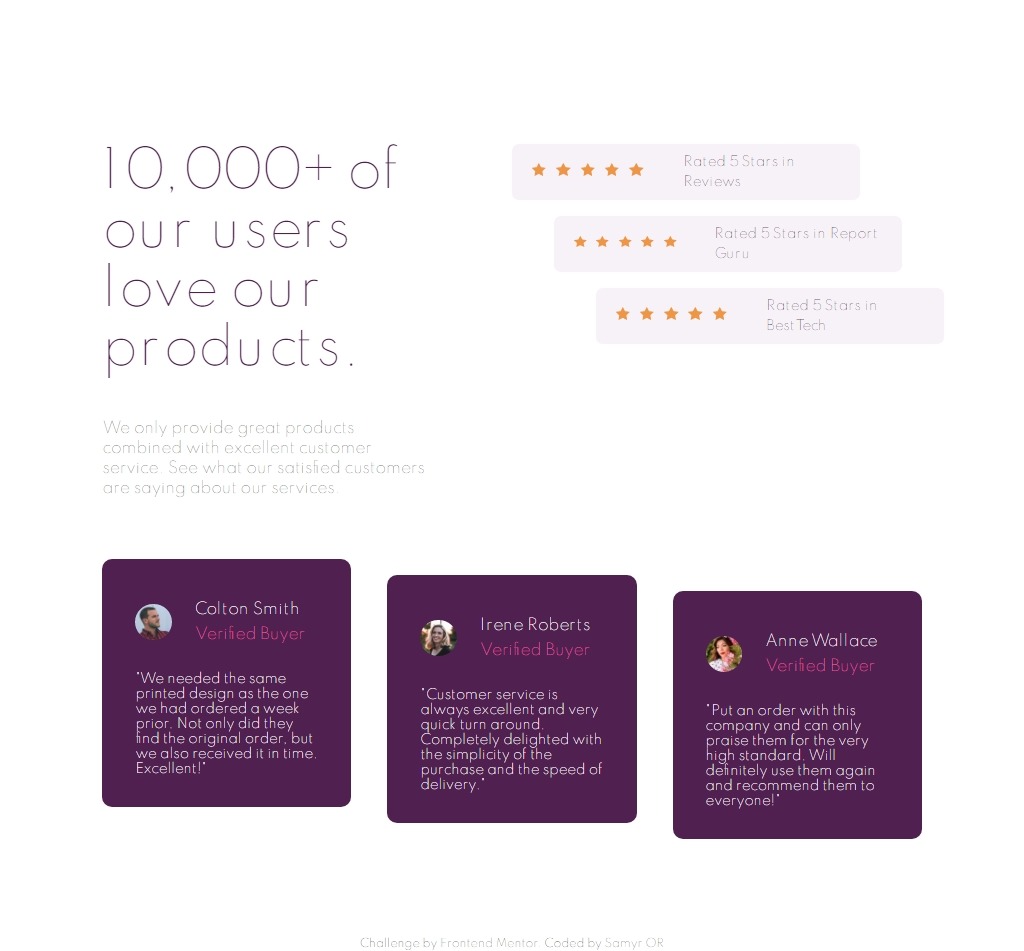 10,000+ of
our users
love our
products.
We only provide great products
combined with excellent customer
service. See what our satisfied customers
are saying about our services.
Rated 5 Stars in
Reviews
Rated 5 Stars in Report
Guru
Rated 5 Stars in
BestTech
Colton Smith
Verified Buyer
"We needed the same
printed design as the one
we had ordered a week
prior. Not only did they
find the original order, but
we also received it in time.
Excellent!"
Irene Roberts
Verified Buyer
"Customer service is
always excellent and very
quick turn around.
Completely delighted with
the simplicity of the
purchase and the speed of
delivery."
Anne Wallace
Verified Buyer
"Put an order with this
company and can only
praise them for the very
high standard. Will
definitely use them again
and recommend them to
everyone!"
Challenge by Frontend Mentor. Coded by Samyr OR.